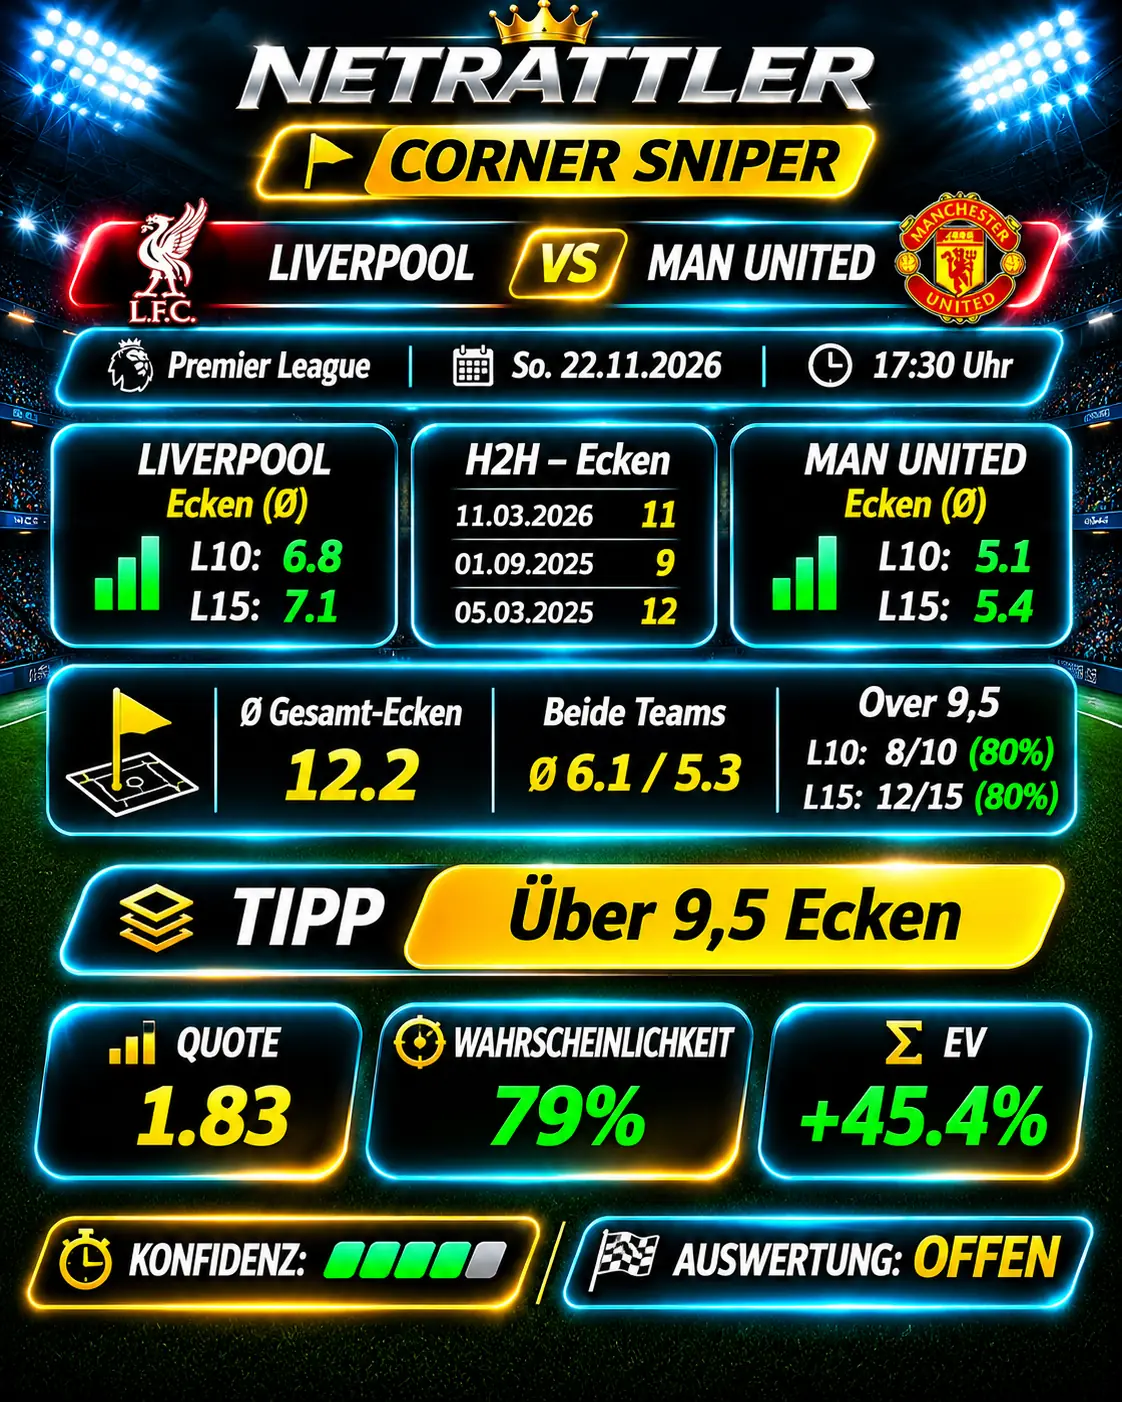 NETRATTLER
CORNER SNIPER
L.F.C.
LIVERPOOL VS MAN UNITED
MANCHESTER UNITED
Premier League So. 22.11.2026 17:30 Uhr
LIVERPOOL
Ecken (Ø)
L10: 6.8
L15: 7.1
H2H – Ecken
11.03.2026 11
01.09.2025 9
05.03.2025 12
MAN UNITED
Ecken (Ø)
L10: 5.1
L15: 5.4
Ø Gesamt-Ecken
12.2
Beide Teams
Ø 6.1 / 5.3
Over 9,5
L10: 8/10 (80%)
L15: 12/15 (80%)
TIPP Über 9,5 Ecken
QUOTE
1.83
WAHRSCHEINLICHKEIT
79%
Σ EV
+45.4%
KONFIDENZ:
AUSWERTUNG: OFFEN